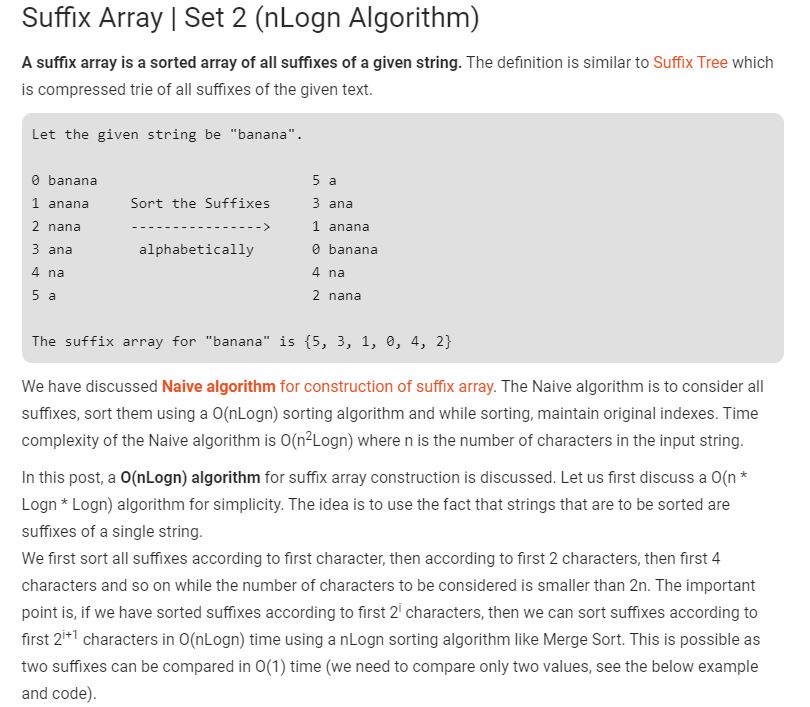 Suffix Array | Set 2 (nLogn Algorithm)
A suffix array is a sorted array of all suffixes of a given string. The definition is similar to Suffix Tree which
is compressed trie of all suffixes of the given text.
Let the given string be "banana".
0 banana                          5 a
1 anana     Sort the Suffixes     3 ana
2 nana      ---------------->     1 anana
3 ana        alphabetically       0 banana
4 na                              4 na
5 a                               2 nana
The suffix array for "banana" is {5, 3, 1, 0, 4, 2}
We have discussed Naive algorithm for construction of suffix array. The Naive algorithm is to consider all
suffixes, sort them using a O(nLogn) sorting algorithm and while sorting, maintain original indexes. Time
complexity of the Naive algorithm is O(n²Logn) where n is the number of characters in the input string.
In this post, a O(nLogn) algorithm for suffix array construction is discussed. Let us first discuss a O(n *
Logn * Logn) algorithm for simplicity. The idea is to use the fact that strings that are to be sorted are
suffixes of a single string.
We first sort all suffixes according to first character, then according to first 2 characters, then first 4
characters and so on while the number of characters to be considered is smaller than 2n. The important
point is, if we have sorted suffixes according to first 2ⁱ characters, then we can sort suffixes according to
first 2ⁱ⁺¹ characters in O(nLogn) time using a nLogn sorting algorithm like Merge Sort. This is possible as
two suffixes can be compared in O(1) time (we need to compare only two values, see the below example
and code).